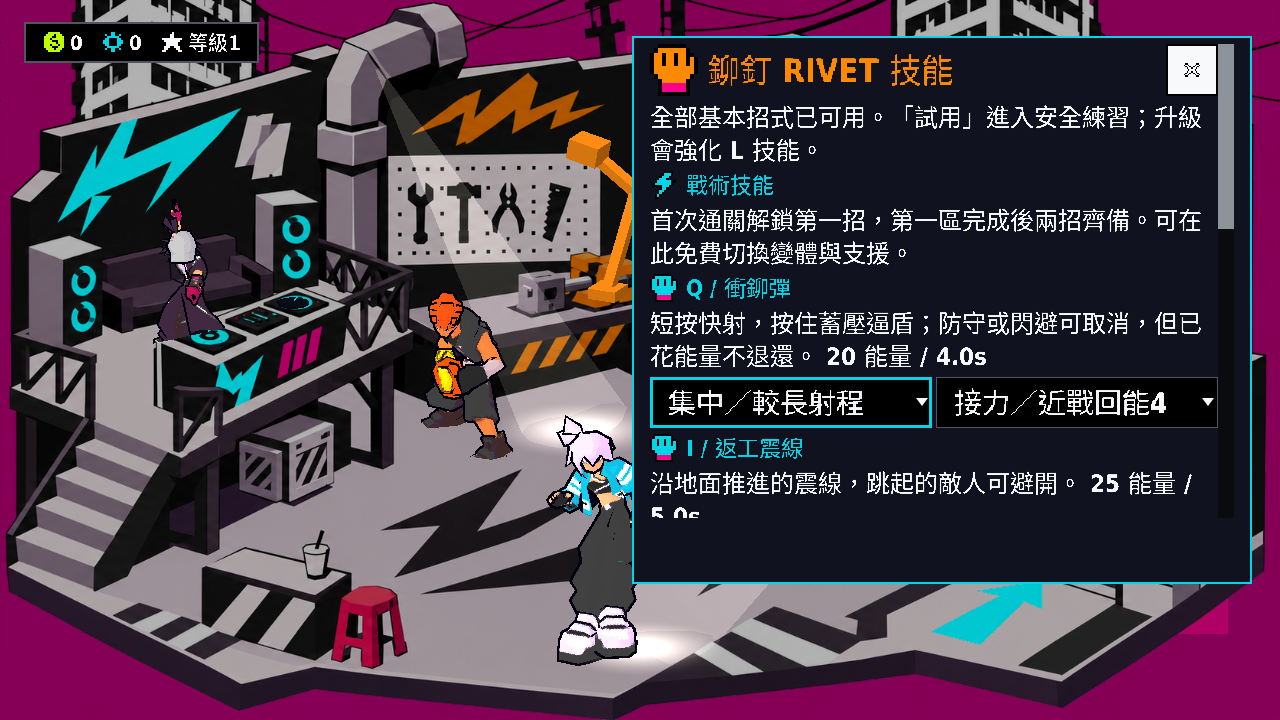 0 0 等級1
鉚釘 RIVET 技能
全部基本招式已可用。「試用」進入安全練習；升級
會強化 L 技能。
戰術技能
首次通關解鎖第一招，第一區完成後兩招齊備。可在
此免費切換變體與支援。
Q / 衝鉚彈
短按快射，按住蓄壓逼盾；防守或閃避可取消，但已
花能量不退還。 20 能量 / 4.0s
集中／較長射程
接力／近戰回能4
I / 返工震線
沿地面推進的震線，跳起的敵人可避開。 25 能量 /
5.0s